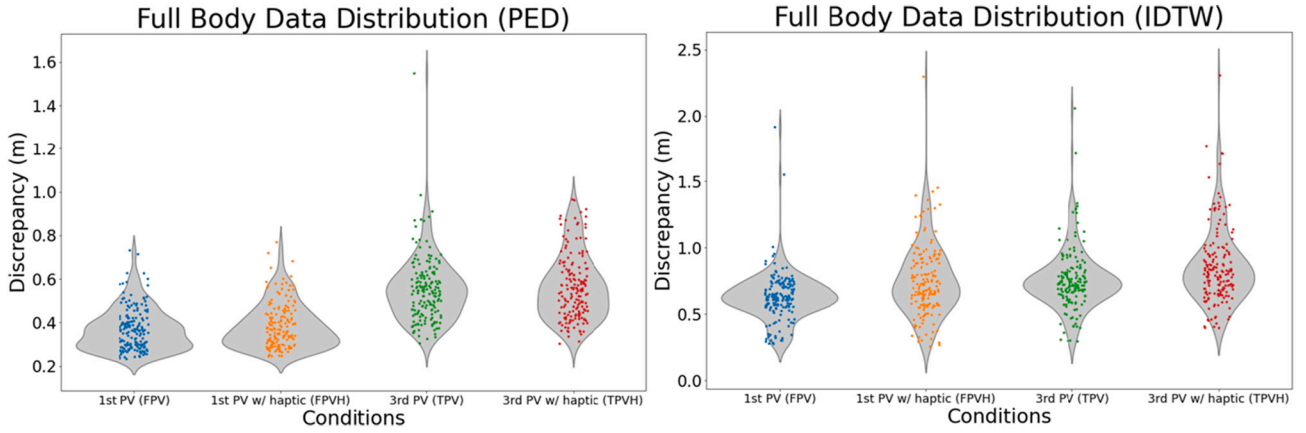 Full Body Data Distribution (PED)
Discrepancy (m)
1.6
1.4
1.2
1.0
0.8
0.6
0.4
0.2
1st PV (FPV) 1st PV w/ haptic (FPVH) 3rd PV (TPV) 3rd PV w/ haptic (TPVH)
Conditions
Full Body Data Distribution (IDTW)
Discrepancy (m)
2.5
2.0
1.5
1.0
0.5
0.0
1st PV (FPV) 1st PV w/ haptic (FPVH) 3rd PV (TPV) 3rd PV w/ haptic (TPVH)
Conditions